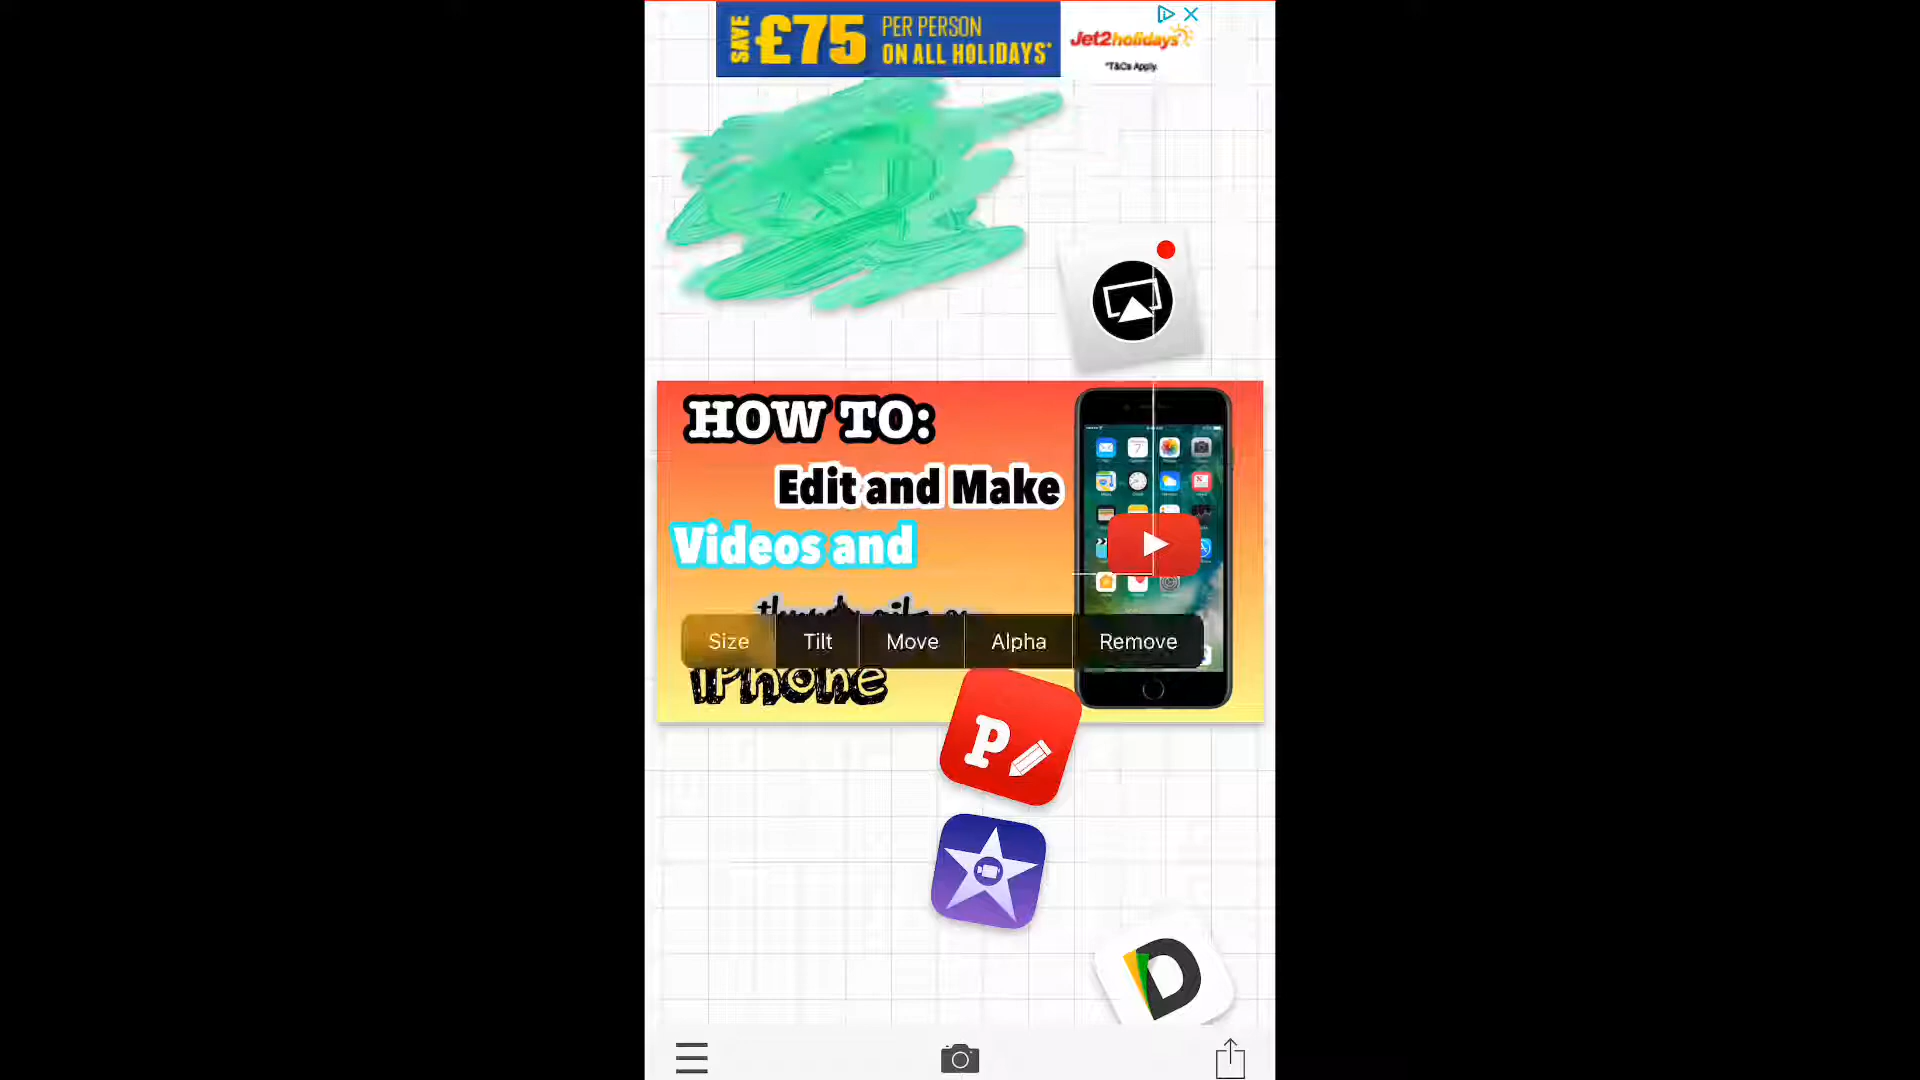 SAVE £75 PER PERSON
ON ALL HOLIDAYS*
Jet2holidays
*T&Cs Apply.
HOW TO:
Edit and Make
Videos and
Size Tilt Move Alpha Remove
iPhone
P
D